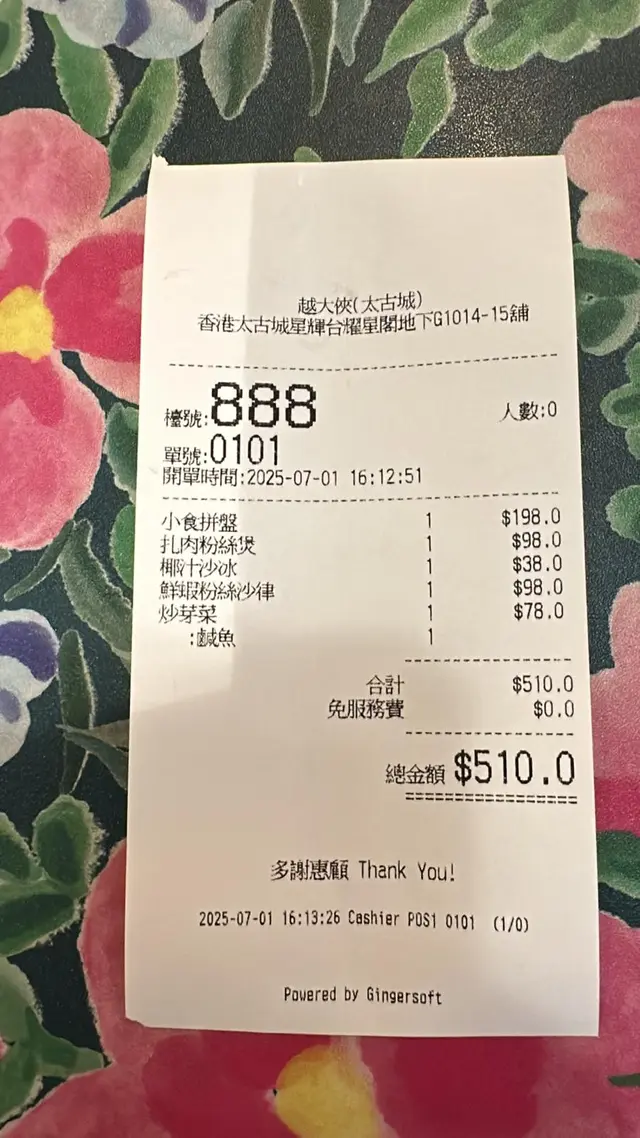 越大俠(太古城)
香港太古城星輝台耀星閣地下G1014-15舖
檯號:888 人數:0
單號:0101
開單時間:2025-07-01 16:12:51
小食拼盤 1 $198.0
扎肉粉絲煲 1 $98.0
椰汁沙冰 1 $38.0
鮮蝦粉絲沙律 1 $98.0
炒芽菜 1 $78.0
:鹹魚 1
合計 $510.0
免服務費 $0.0
總金額 $510.0
多謝惠顧 Thank You!
2025-07-01 16:13:26 Cashier POS1 0101 (1/0)
Powered by Gingersoft